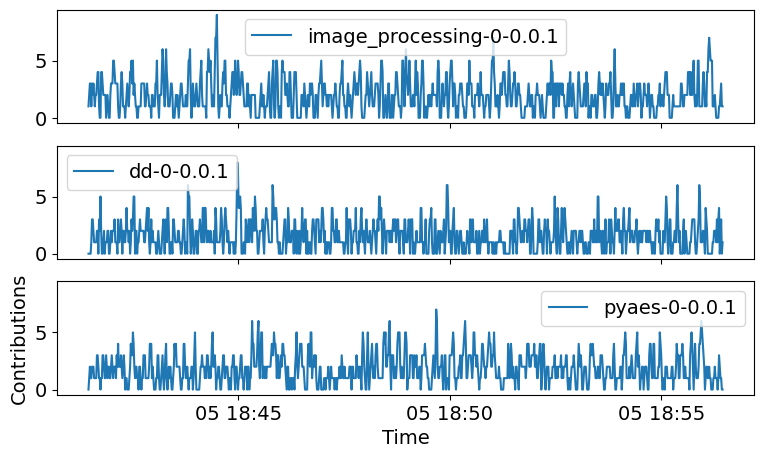 image_processing-0-0.0.1
5
0
dd-0-0.0.1
5
0
pyaes-0-0.0.1
5
0
Contributions
05 18:45 05 18:50 05 18:55
Time